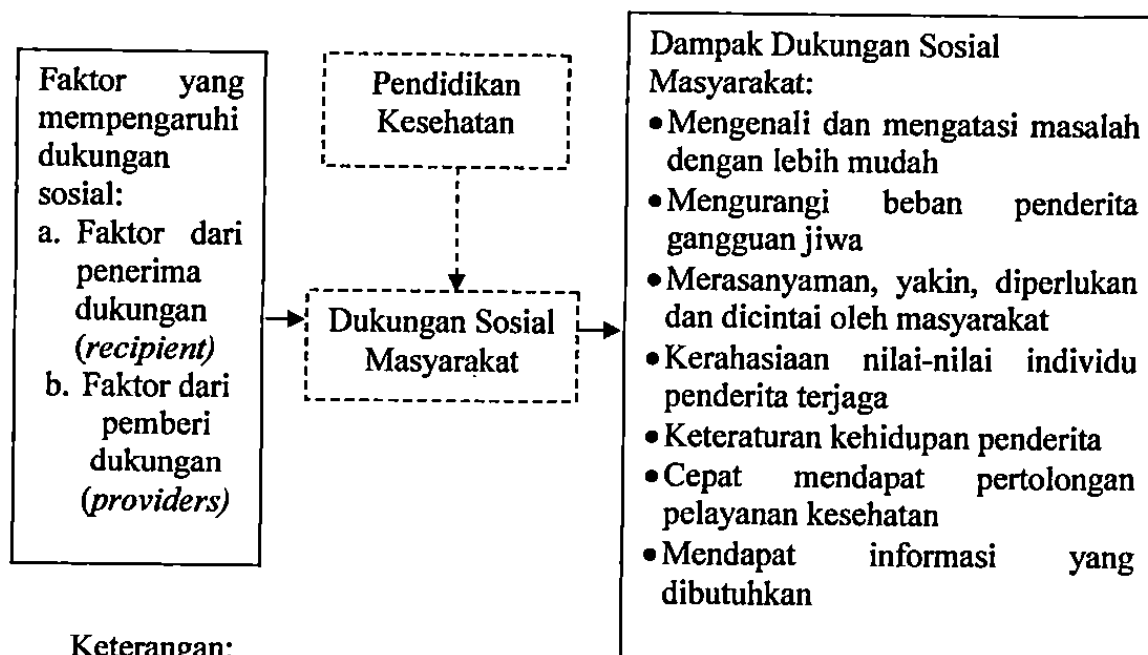 Faktor yang
mempengaruhi
dukungan
sosial:
a. Faktor dari
penerima
dukungan
(recipient)
b. Faktor dari
pemberi
dukungan
(providers)
Pendidikan
Kesehatan
Dukungan Sosial
Masyarakat
Dampak Dukungan Sosial
Masyarakat:
•Mengenali dan mengatasi masalah
dengan lebih mudah
•Mengurangi beban penderita
gangguan jiwa
•Merasanyaman, yakin, diperlukan
dan dicintai oleh masyarakat
•Kerahasiaan nilai-nilai individu
penderita terjaga
•Keteraturan kehidupan penderita
•Cepat mendapat pertolongan
pelayanan kesehatan
•Mendapat informasi yang
dibutuhkan
Keterangan: